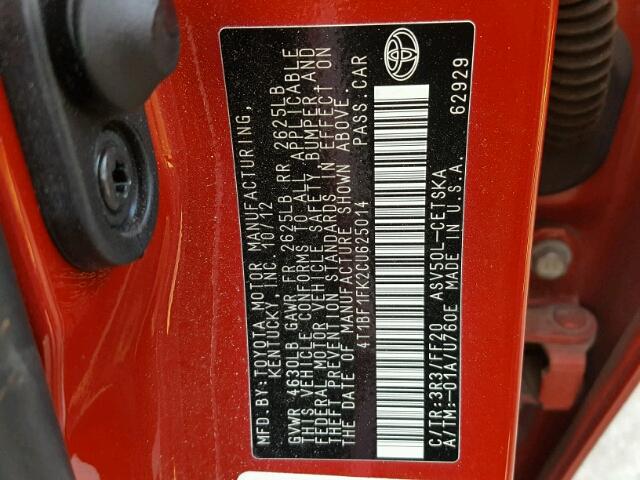 MFD.BY:TOYOTA MOTOR MANUFACTURING,
KENTUCKY, INC. 10/12
GVWR 4630LB GAWR FR 2625LB RR 2625LB
THIS VEHICLE CONFORMS TO ALL APPLICABLE
FEDERAL MOTOR VEHICLE SAFETY, BUMPER, AND
THEFT PREVENTION STANDARDS IN EFFECT ON
THE DATE OF MANUFACTURE SHOWN ABOVE.
4T1BF1FK2CU625014 PASS.CAR
C/TR:3R3/FF20 ASV50L-CETSKA
A/TM:-01A/U760E MADE IN U.S.A.
62929